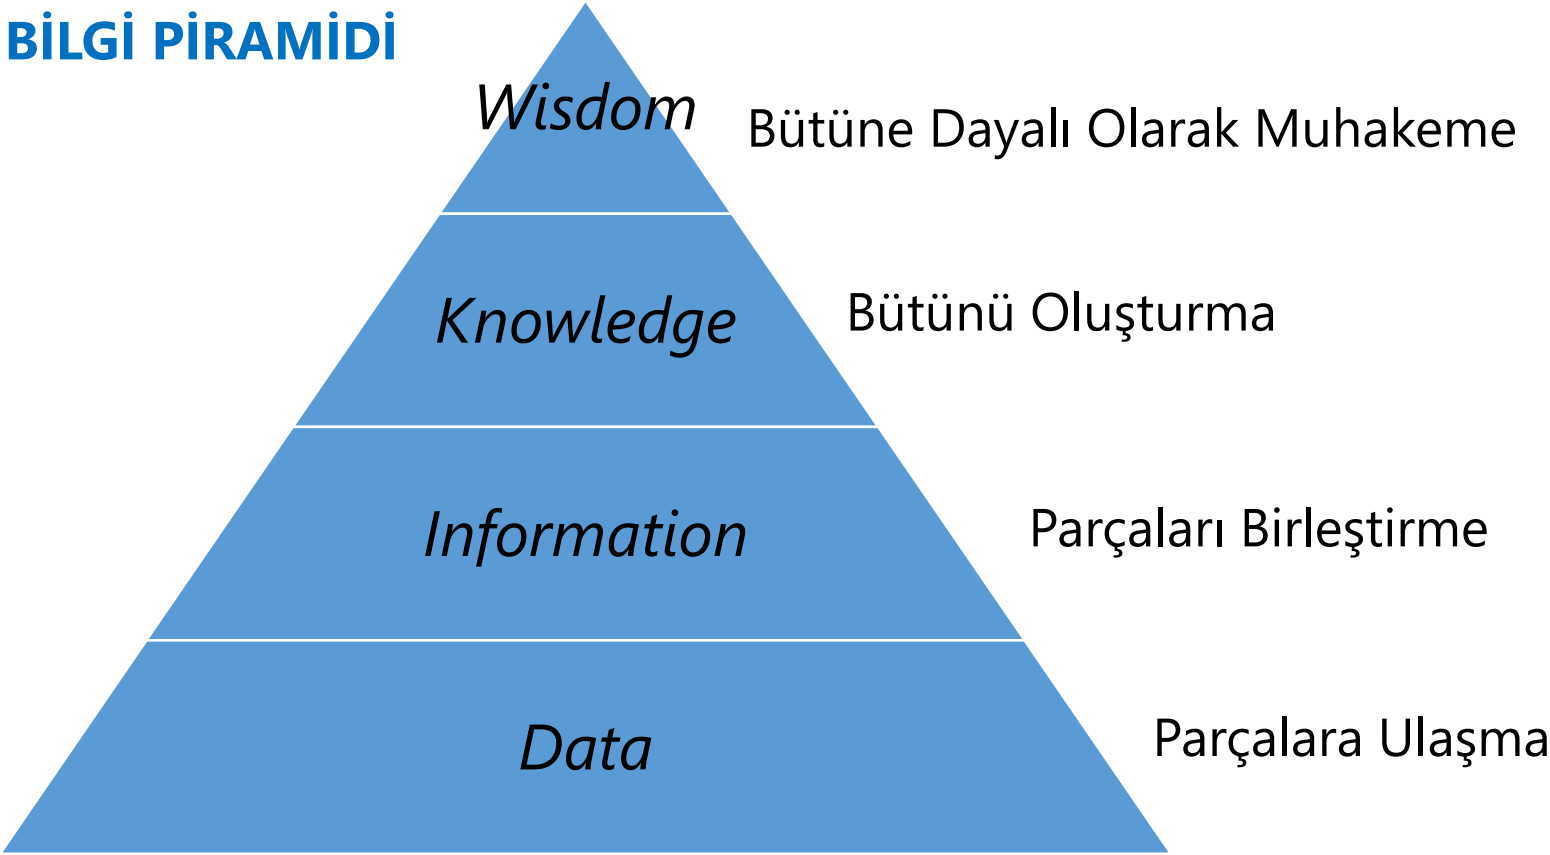 BİLGİ PİRAMİDİ
Wisdom
Bütüne Dayalı Olarak Muhakeme
Knowledge
Bütünü Oluşturma
Information
Parçaları Birleştirme
Data
Parçalara Ulaşma